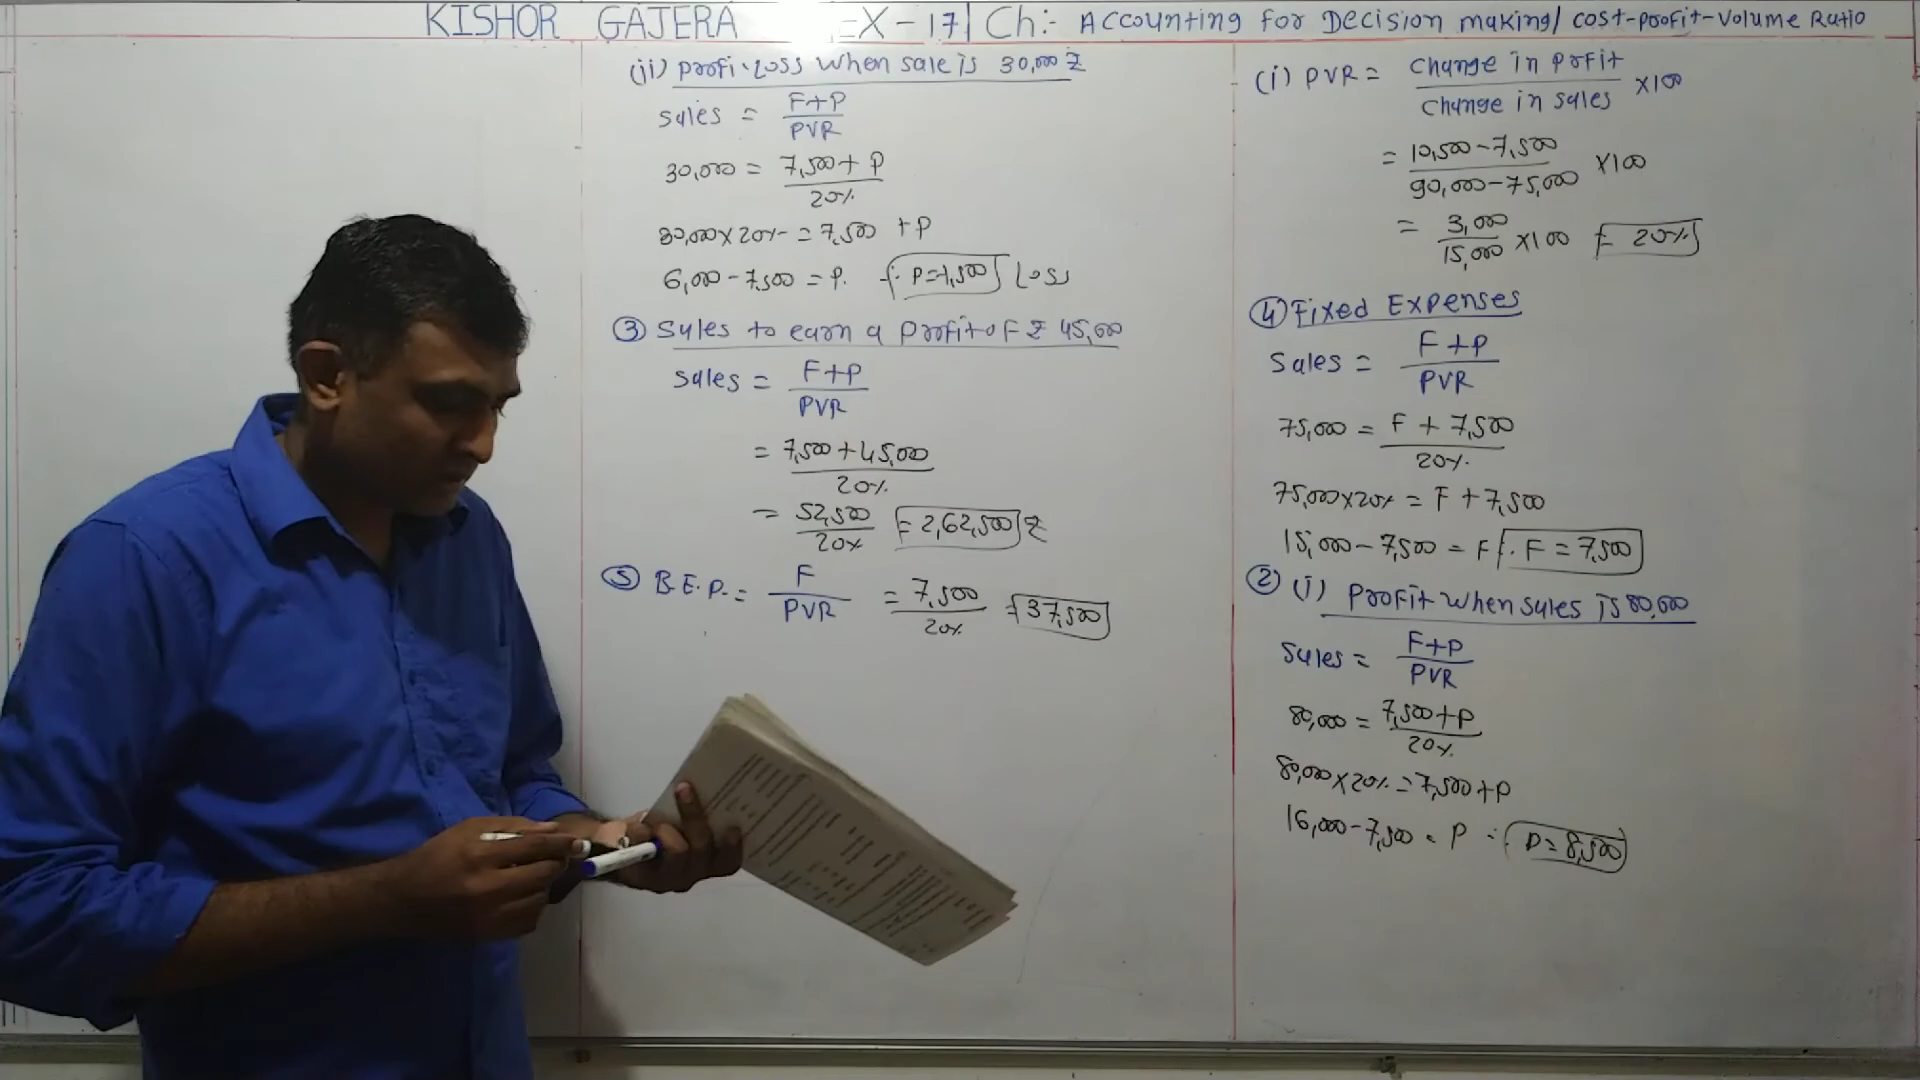 KISHOR GAJERA EX-17 Ch:- Accounting for Decision making/ cost-profit-volume Ratio
(ii) Profi-Loss when sale is 30,000 ₹
Sales = F+P
PVR
30,000 = 7,500+ P
20%
30,000×20% = 7,500 + P
6,000 - 7,500 = P. ∴ P=-1,500 Loss
③ Sales to earn a profit of ₹ 45,000
Sales = F+P
PVR
= 7,500+45,000
20%
= 52,500
20%
= 2,62,500 ₹
⑤ B.E.P. = F
PVR
= 7,500
20%
= 37,500
(i) PVR = change in profit
change in sales
×100
= 10,500-7,500
90,000-75,000
×100
= 3,000
15,000
×100 = 20%
④ Fixed Expenses
Sales = F+P
PVR
75,000 = F + 7,500
20%
75,000×20% = F + 7,500
15,000 - 7,500 = F ∴ F = 7,500
② (i) Profit when sales is 80,000
Sales = F+P
PVR
80,000 = 7,500+P
20%
80,000×20% = 7,500+P
16,000-7,500 = P ∴ P = 8,500